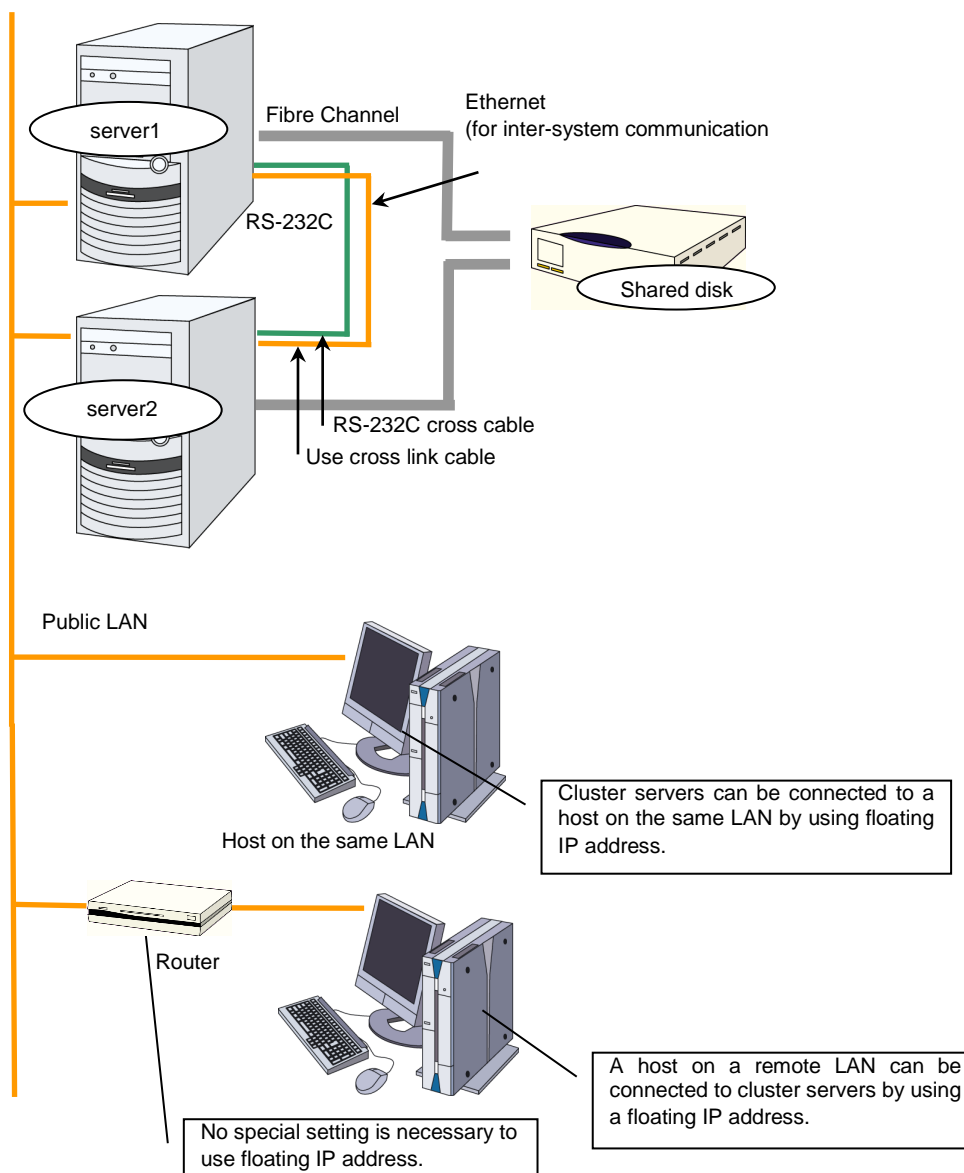 Ethernet
(for inter-system communication
Fibre Channel
server1
RS-232C
Shared disk
server2
RS-232C cross cable
Use cross link cable
Public LAN
Cluster servers can be connected to a
host on the same LAN by using floating
IP address.
Host on the same LAN
Router
A host on a remote LAN can be
connected to cluster servers by using
a floating IP address.
No special setting is necessary to
use floating IP address.